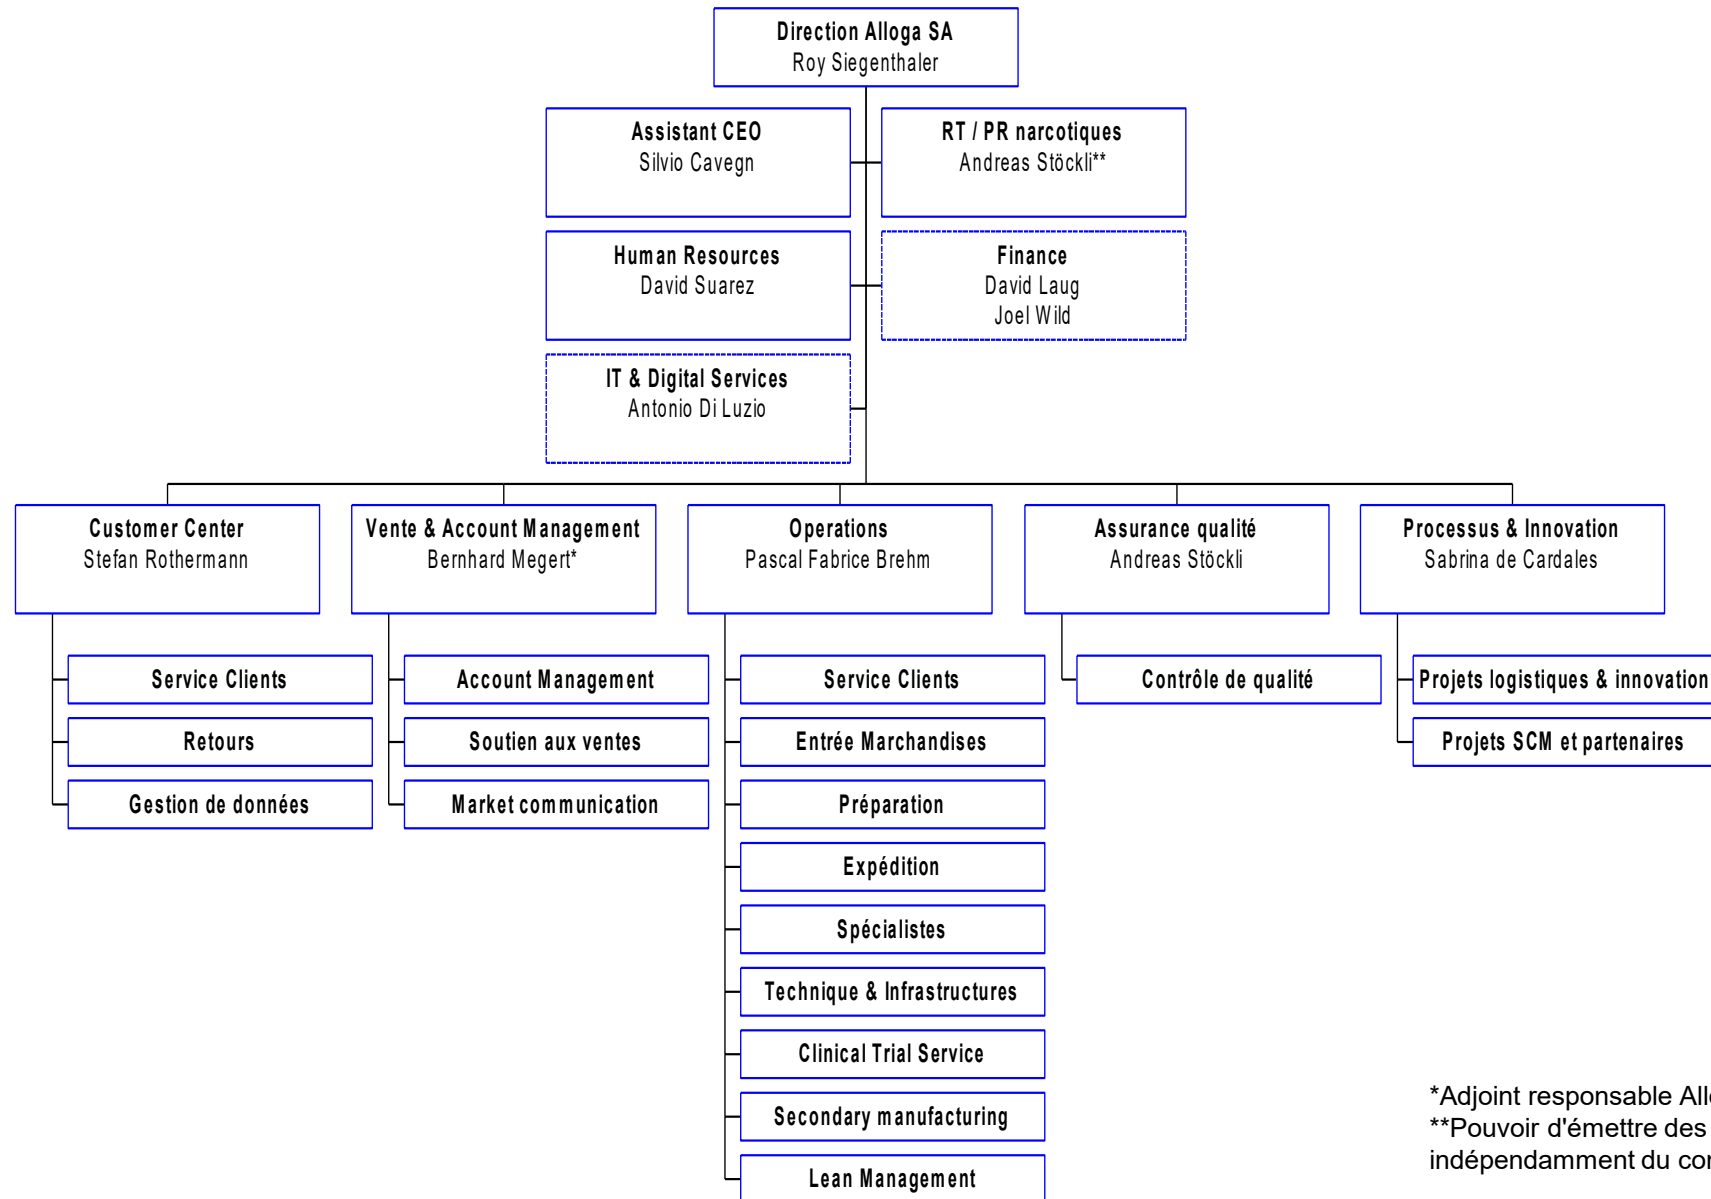 Direction Alloga SA
Roy Siegenthaler
Assistant CEO
Silvio Cavegn
RT / PR narcotiques
Andreas Stöckli**
Human Resources
David Suarez
Finance
David Laug
Joel Wild
IT & Digital Services
Antonio Di Luzio
Customer Center
Stefan Rothermann
Service Clients
Retours
Gestion de données
Vente & Account Management
Bernhard Megert*
Account Management
Soutien aux ventes
Market communication
Operations
Pascal Fabrice Brehm
Service Clients
Entrée Marchandises
Préparation
Expédition
Spécialistes
Technique & Infrastructures
Clinical Trial Service
Secondary manufacturing
Lean Management
Assurance qualité
Andreas Stöckli
Contrôle de qualité
Processus & Innovation
Sabrina de Cardales
Projets logistiques & innovation
Projets SCM et partenaires
*Adjoint responsable
**Pouvoir d'émettre des
indépendamment du